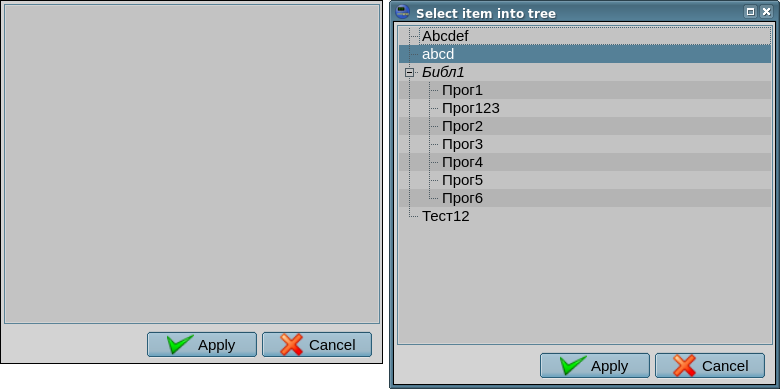 Apply Cancel
Select item into tree
Abcdef
abcd
Библ1
Прог1
Прог123
Прог2
Прог3
Прог4
Прог5
Прог6
Тест12
Apply Cancel